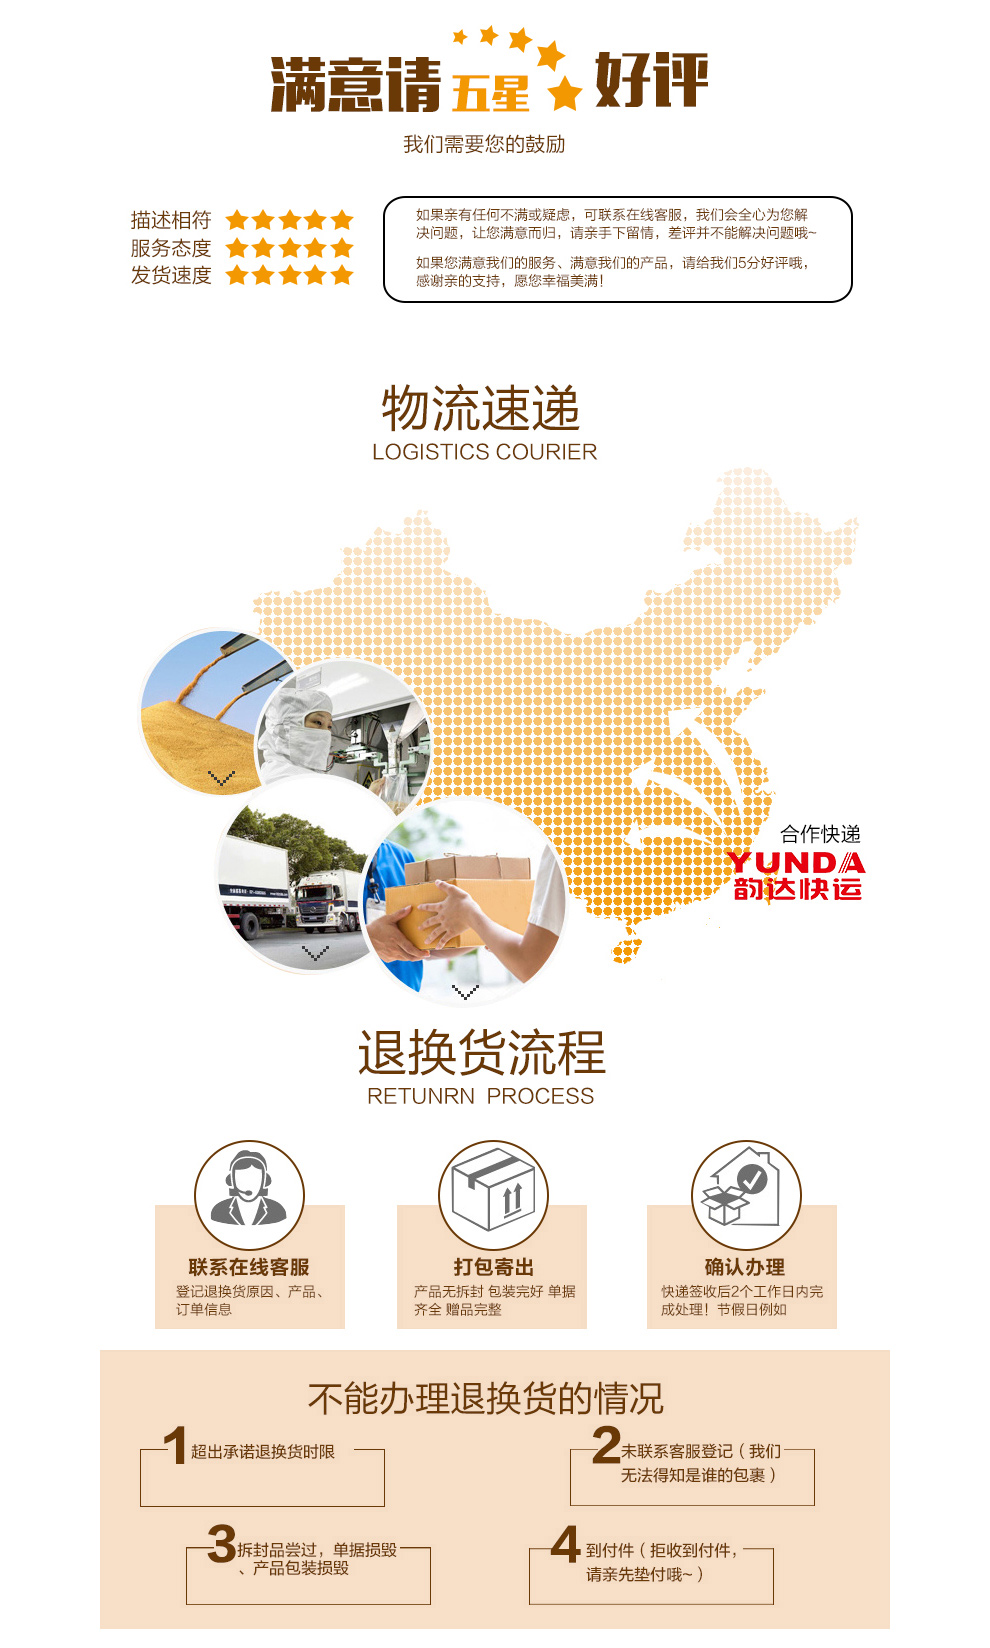 满意请五星好评
我们需要您的鼓励
描述相符
服务态度
发货速度
如果亲有任何不满或疑虑，可联系在线客服，我们会全心为您解
决问题，让您满意而归，请亲手下留情，差评并不能解决问题哦~
如果您满意我们的服务、满意我们的产品，请给我们5分好评哦，
感谢亲的支持，愿您幸福美满！
物流速递
LOGISTICS COURIER
合作快递
YUNDA
韵达快运
退换货流程
RETUNRN PROCESS
联系在线客服
登记退换货原因、产品、
订单信息
打包寄出
产品无拆封 包装完好 单据
齐全 赠品完整
确认办理
快递签收后2个工作日内完
成处理！节假日例如
不能办理退换货的情况
1 超出承诺退换货时限
2 未联系客服登记（我们
无法得知是谁的包裹）
3 拆封品尝过，单据损毁
、产品包装损毁
4 到付件（拒收到付件，
请亲先垫付哦~）